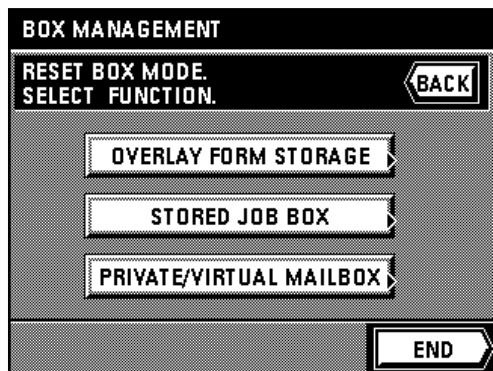 BOX MANAGEMENT
RESET BOX MODE.
SELECT FUNCTION.
BACK
OVERLAY FORM STORAGE
STORED JOB BOX
PRIVATE/VIRTUAL MAILBOX
END